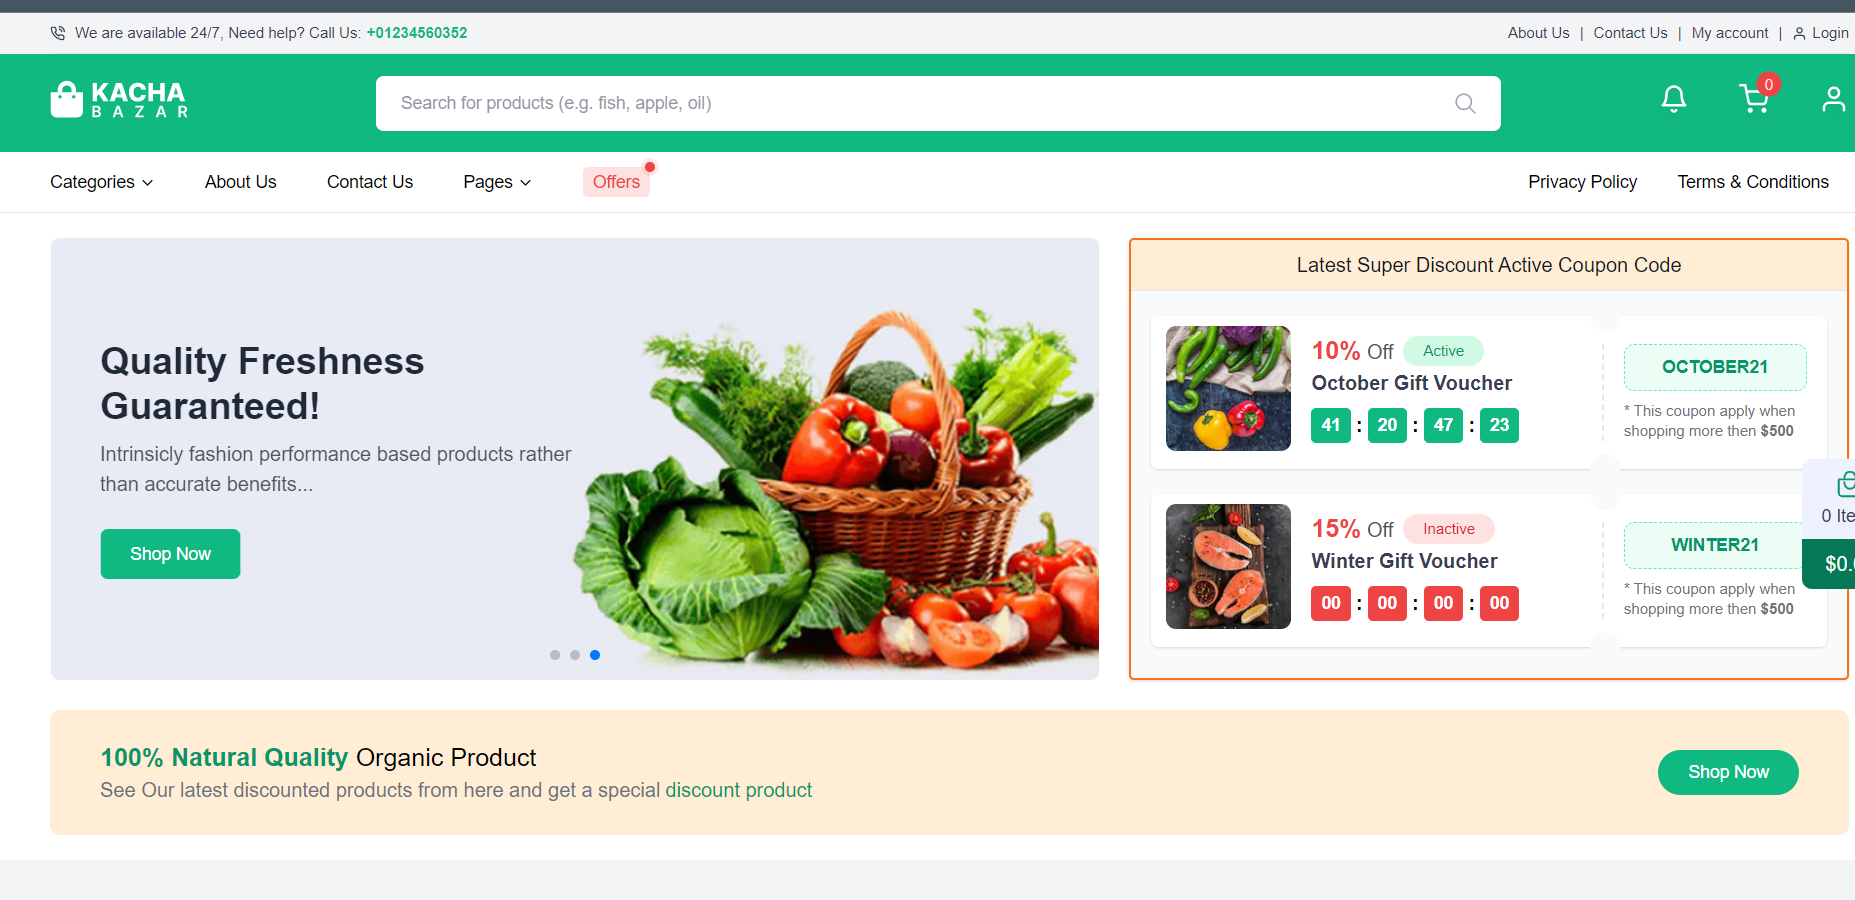 We are available 24/7, Need help? Call Us: +01234560352
About Us | Contact Us | My account | Login
KACHA
BAZAR
Search for products (e.g. fish, apple, oil)
0
Categories About Us Contact Us Pages Offers
Privacy Policy Terms & Conditions
Quality Freshness
Guaranteed!
Intrinsicly fashion performance based products rather
than accurate benefits...
Shop Now
Latest Super Discount Active Coupon Code
10% Off Active
October Gift Voucher
41 : 20 : 47 : 23
OCTOBER21
* This coupon apply when
shopping more then $500
15% Off Inactive
Winter Gift Voucher
00 : 00 : 00 : 00
WINTER21
* This coupon apply when
shopping more then $500
0 Ite
$0.
100% Natural Quality Organic Product
See Our latest discounted products from here and get a special discount product
Shop Now